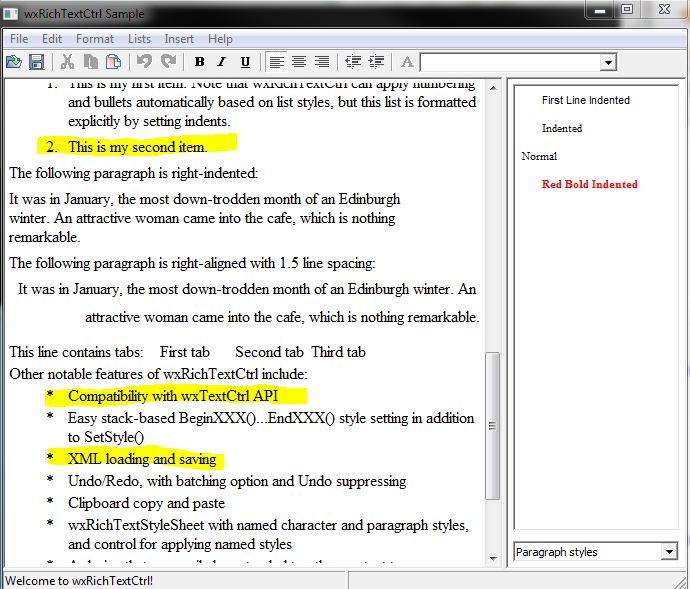 wxRichTextCtrl Sample
File Edit Format Lists Insert Help
B I U A
1. This is my first item. Note that wxRichTextCtrl can apply numbering
and bullets automatically based on list styles, but this list is formatted
explicitly by setting indents.
2. This is my second item.
The following paragraph is right-indented:
It was in January, the most down-trodden month of an Edinburgh
winter. An attractive woman came into the cafe, which is nothing
remarkable.
The following paragraph is right-aligned with 1.5 line spacing:
It was in January, the most down-trodden month of an Edinburgh winter. An
attractive woman came into the cafe, which is nothing remarkable.
This line contains tabs: First tab Second tab Third tab
Other notable features of wxRichTextCtrl include:
* Compatibility with wxTextCtrl API
* Easy stack-based BeginXXX()...EndXXX() style setting in addition
to SetStyle()
* XML loading and saving
* Undo/Redo, with batching option and Undo suppressing
* Clipboard copy and paste
* wxRichTextStyleSheet with named character and paragraph styles,
and control for applying named styles
First Line Indented
Indented
Normal
Red Bold Indented
Paragraph styles
Welcome to wxRichTextCtrl!